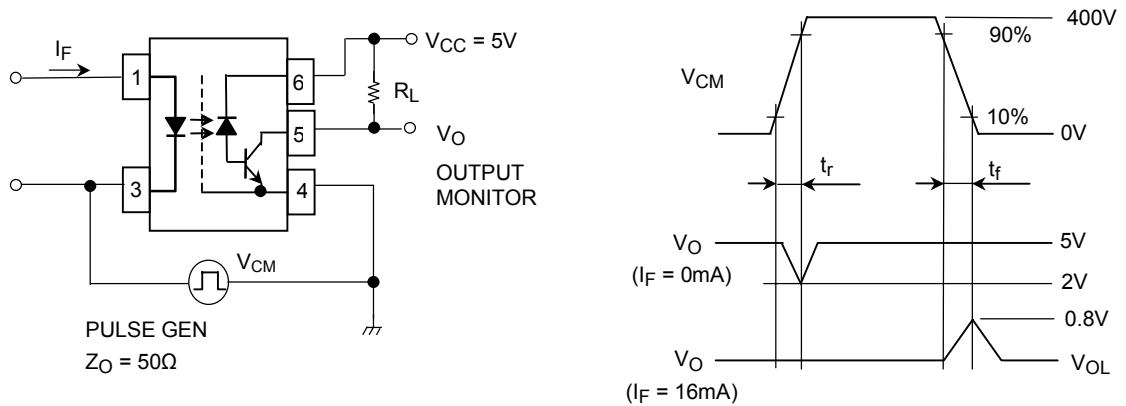 I_F
1
3
6
5
4
V_CC = 5V
R_L
V_O
OUTPUT
MONITOR
V_CM
PULSE GEN
Z_O = 50Ω
V_CM
400V
90%
10%
0V
t_r
t_f
V_O
(I_F = 0mA)
5V
2V
0.8V
V_O
(I_F = 16mA)
V_OL